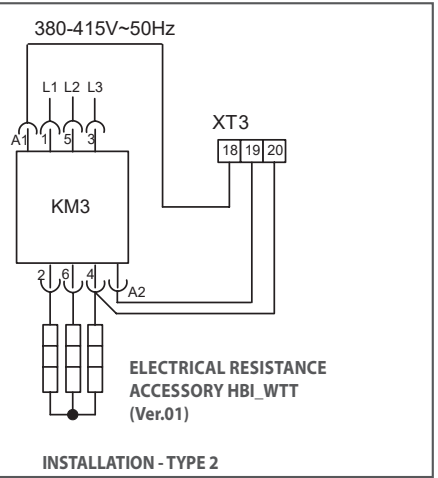 380-415V~50Hz
L1 L2 L3
XT3
A1 1 5 3
18 19 20
KM3
2 6 4
A2
ELECTRICAL RESISTANCE
ACCESSORY HBI_WTT
(Ver.01)
INSTALLATION - TYPE 2